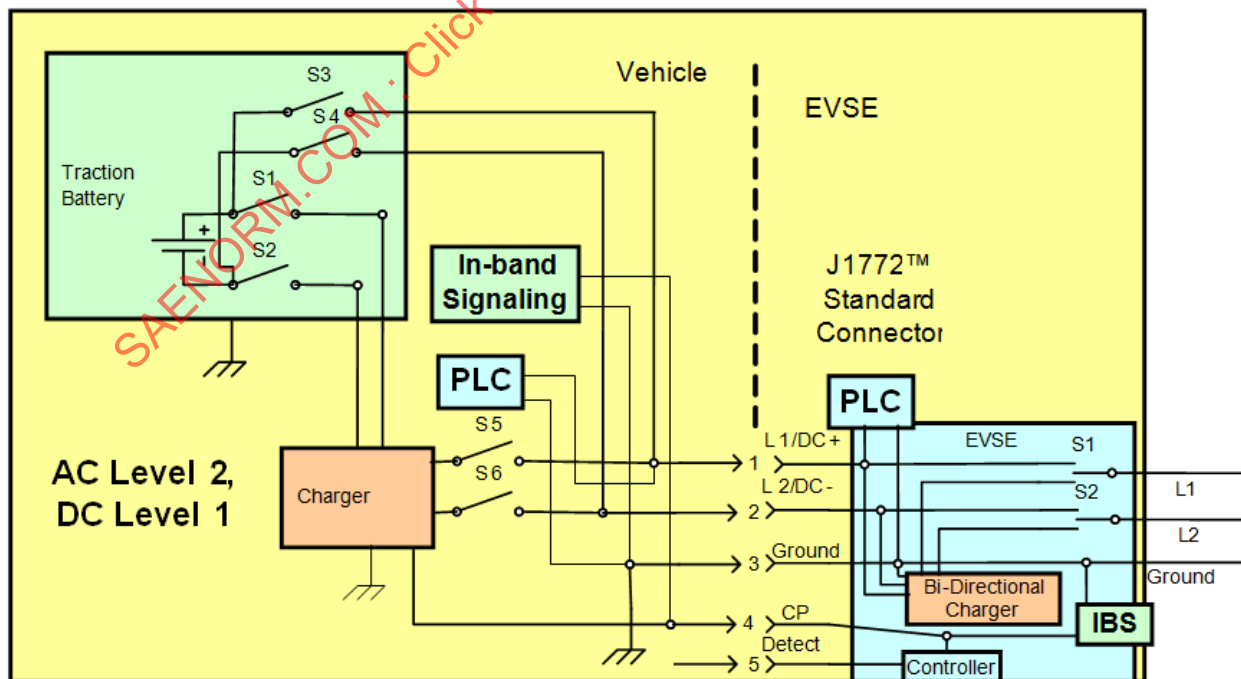 S3
Vehicle
S4
EVSE
Traction
Battery
S1
+
S2
In-band
Signaling
J1772™
Standard
Connector
PLC
PLC
S5
L 1/DC+
EVSE
S1
AC Level 2,
DC Level 1
Charger
S6
1
L 2/DC-
S2
L1
2
L2
3
Ground
Ground
Bi-Directional
Charger
4
CP
IBS
Detect
5
Controller
SAENORM.COM : Click